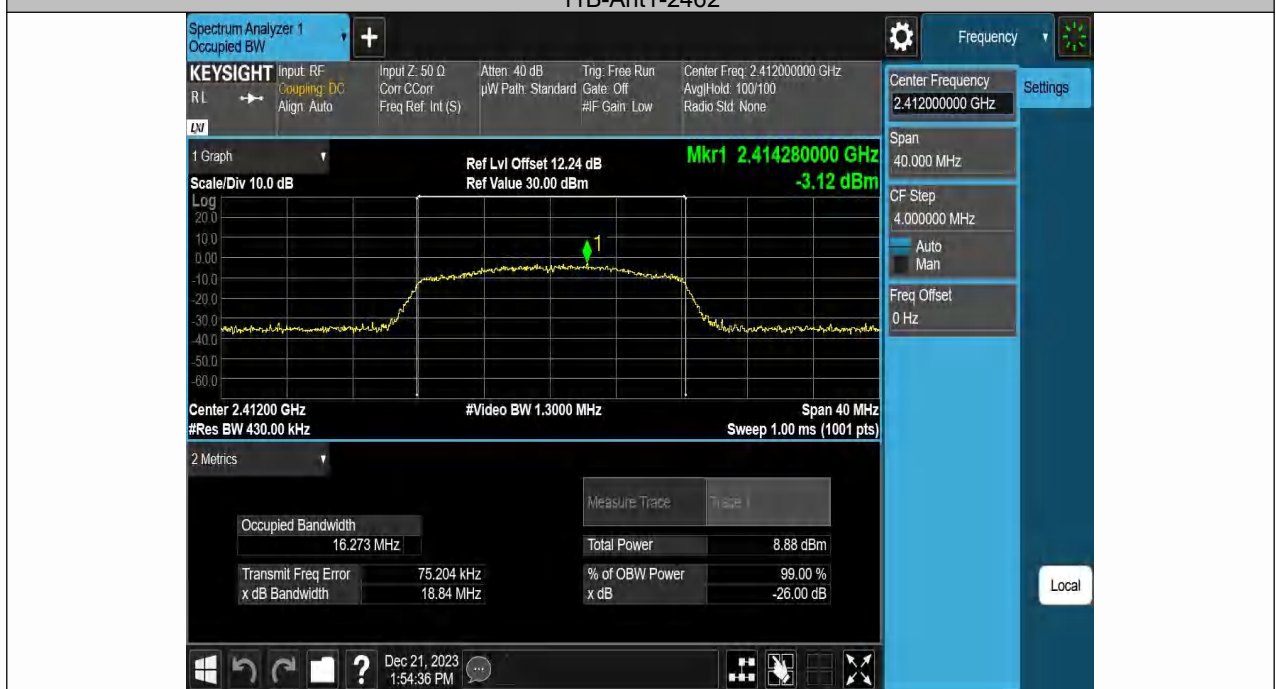 11B-Ant1-2462
Spectrum Analyzer 1
Occupied BW
+
Frequency
KEYSIGHT
RL
LXI
Input: RF
Coupling: DC
Align: Auto
Input Z: 50 Ω
Corr CCorr
Freq Ref: Int (S)
Atten: 40 dB
µW Path: Standard
Trig: Free Run
Gate: Off
#IF Gain: Low
Center Freq: 2.412000000 GHz
Avg|Hold: 100/100
Radio Std: None
Center Frequency
2.412000000 GHz
Settings
Span
40.000 MHz
CF Step
4.000000 MHz
Auto
Man
Freq Offset
0 Hz
Local
1 Graph
Scale/Div 10.0 dB
Ref Lvl Offset 12.24 dB
Ref Value 30.00 dBm
Mkr1 2.414280000 GHz
-3.12 dBm
Log
20.0
10.0
0.00
-10.0
-20.0
-30.0
-40.0
-50.0
-60.0
1
Center 2.41200 GHz
#Video BW 1.3000 MHz
Span 40 MHz
#Res BW 430.00 kHz
Sweep 1.00 ms (1001 pts)
2 Metrics
Measure Trace
Trace 1
Occupied Bandwidth
16.273 MHz
Total Power
8.88 dBm
Transmit Freq Error
75.204 kHz
% of OBW Power
99.00 %
x dB Bandwidth
18.84 MHz
x dB
-26.00 dB
?
Dec 21, 2023
1:54:36 PM